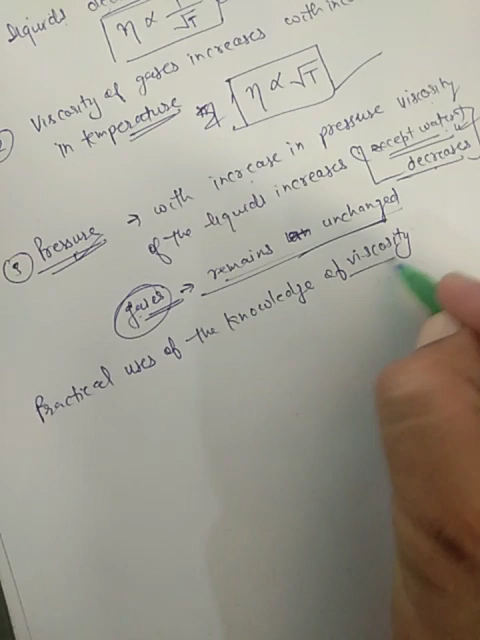 liquids
η ∝ 1/√T
Viscosity of gases increases with
in temperature η ∝ √T
③ Pressure → with increase in pressure viscosity
of the liquids increases (except water)
decreases
gases → remains unchanged
Practical uses of the knowledge of viscosity